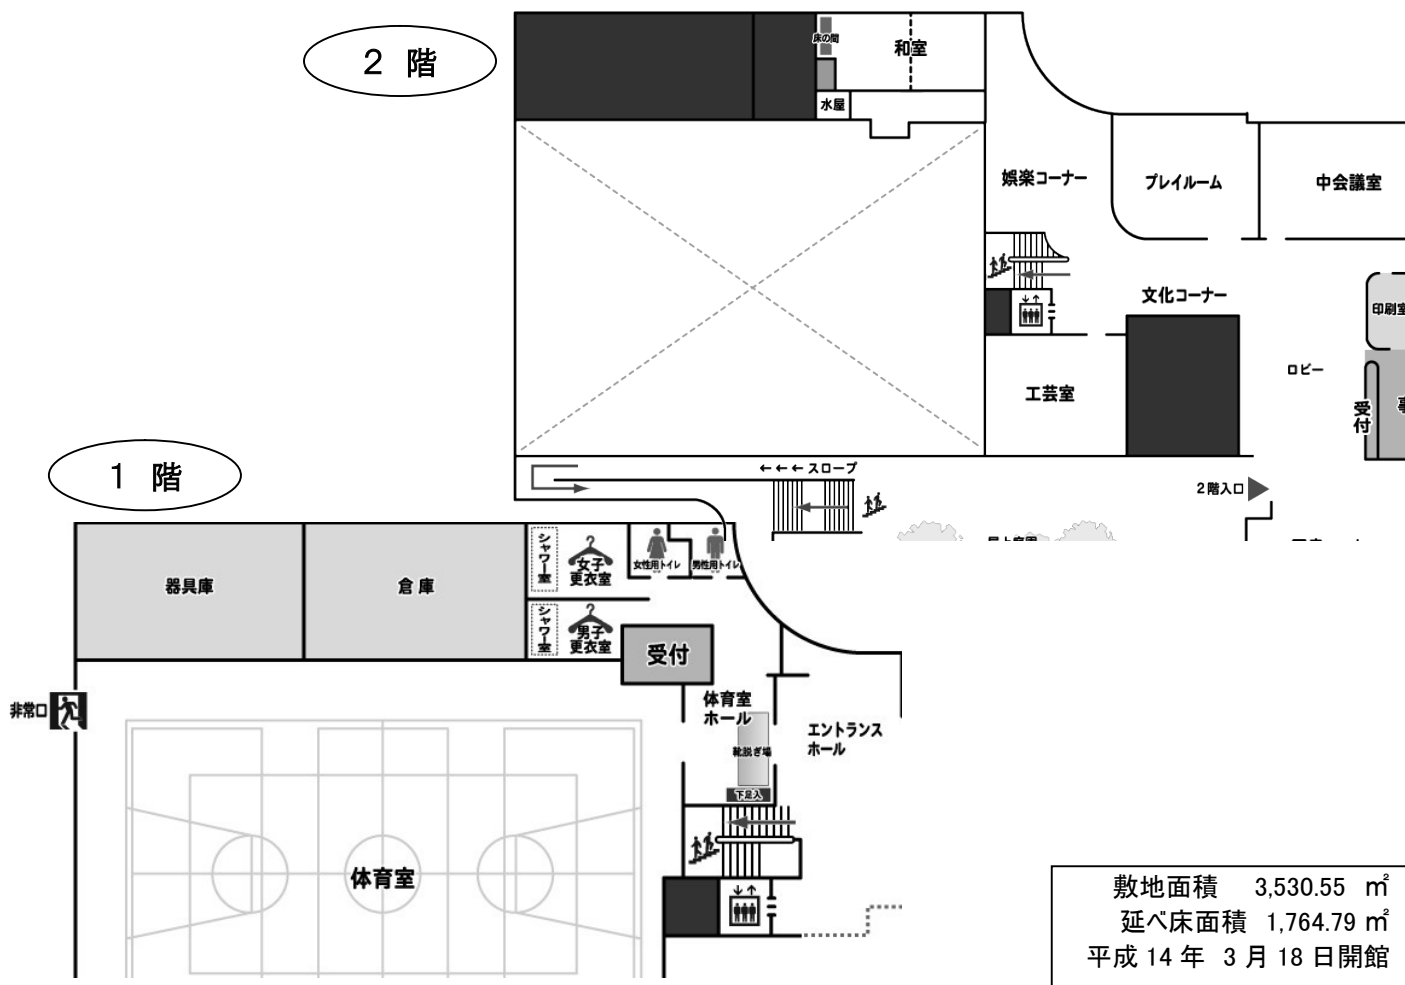 2 階
床の間
和室
水屋
娯楽コーナー
プレイルーム
中会議室
文化コーナー
印刷室
ロビー
工芸室
受付
←←←スロープ
2階入口
1 階
器具庫
倉 庫
シャワー室
女子
更衣室
女性用トイレ
男性用トイレ
シャワー室
男子
更衣室
受付
非常口
体育室
ホール
靴脱ぎ場
エントランス
ホール
下足入
体育室
敷地面積 3,530.55 ㎡
延べ床面積 1,764.79 ㎡
平成 14 年 3 月 18 日開館